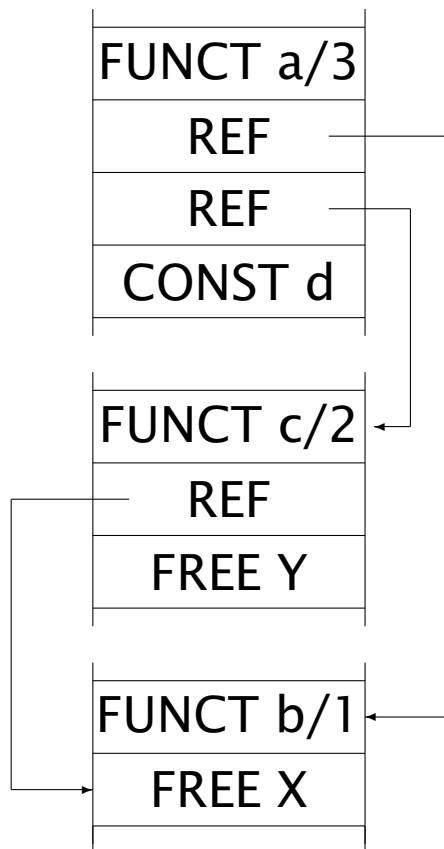 FUNCT a/3
REF
REF
CONST d
FUNCT c/2
REF
FREE Y
FUNCT b/1
FREE X